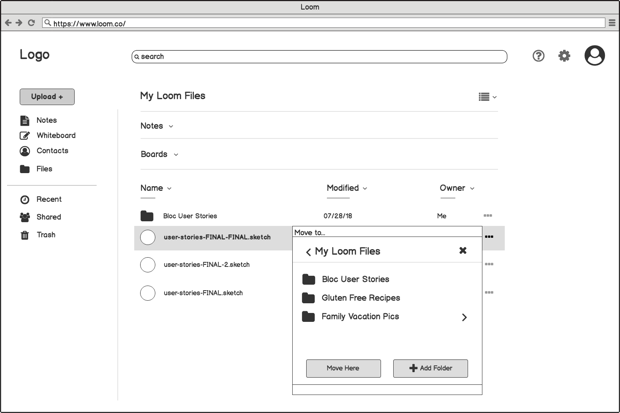 Loom
https://www.loom.co/
Logo
search
Upload +
Notes
Whiteboard
Contacts
Files
Recent
Shared
Trash
My Loom Files
Notes
Boards
Name Modified Owner
Bloc User Stories 07/28/18 Me
user-stories-FINAL-FINAL.sketch
user-stories-FINAL-2.sketch
user-stories-FINAL.sketch
Move to..
My Loom Files
Bloc User Stories
Gluten Free Recipes
Family Vacation Pics
Move Here
Add Folder